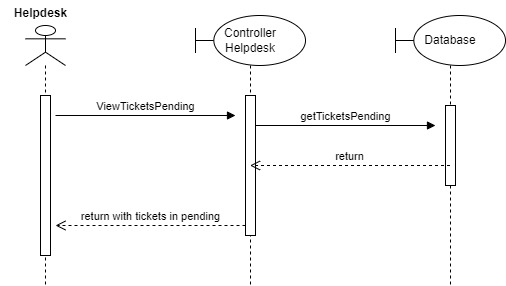 Helpdesk
Controller
Helpdesk
Database
ViewTicketsPending
getTicketsPending
return
return with tickets in pending